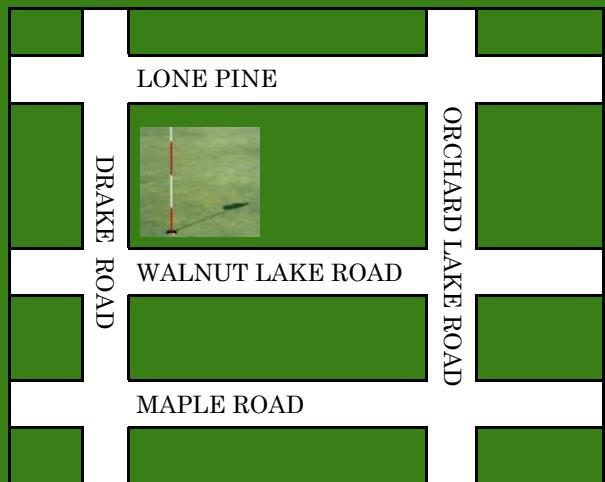 LONE PINE
DRAKE ROAD
ORCHARD LAKE ROAD
WALNUT LAKE ROAD
MAPLE ROAD